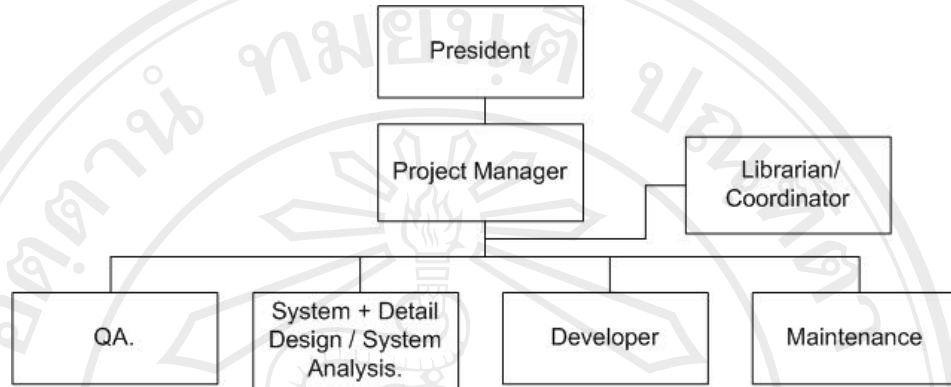 President
Project Manager
Librarian/
Coordinator
QA.
System + Detail
Design / System
Analysis.
Developer
Maintenance